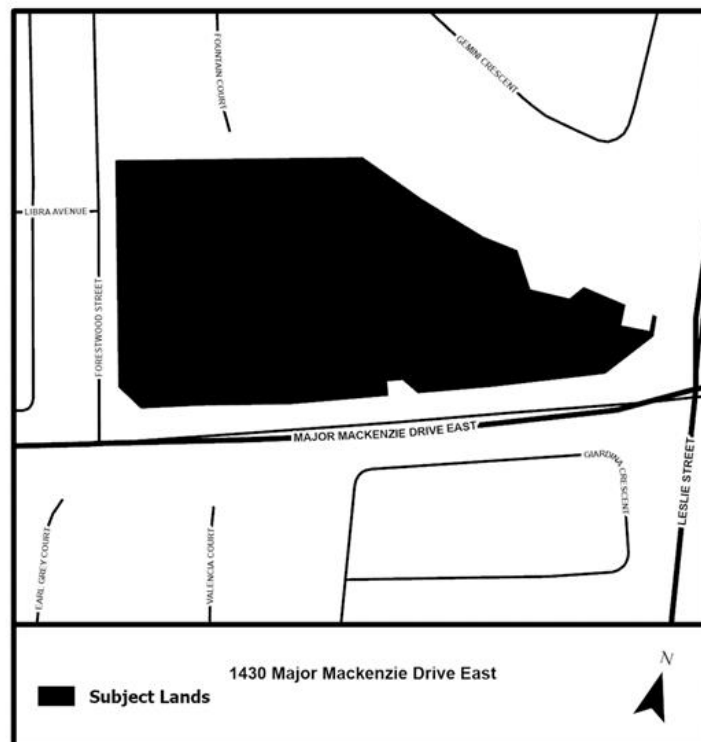 FOUNTAIN COURT
GEMINI CRESCENT
LIBRA AVENUE
FORESTWOOD STREET
MAJOR MACKENZIE DRIVE EAST
GIARDINA CRESCENT
LESLIE STREET
EARL GREY COURT
VALENCIA COURT
1430 Major Mackenzie Drive East
N
Subject Lands